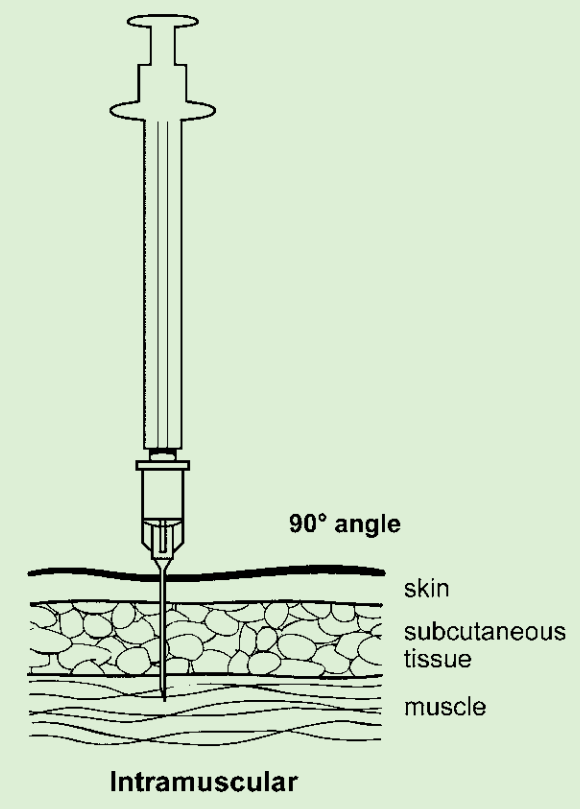 90° angle
skin
subcutaneous
tissue
muscle
Intramuscular